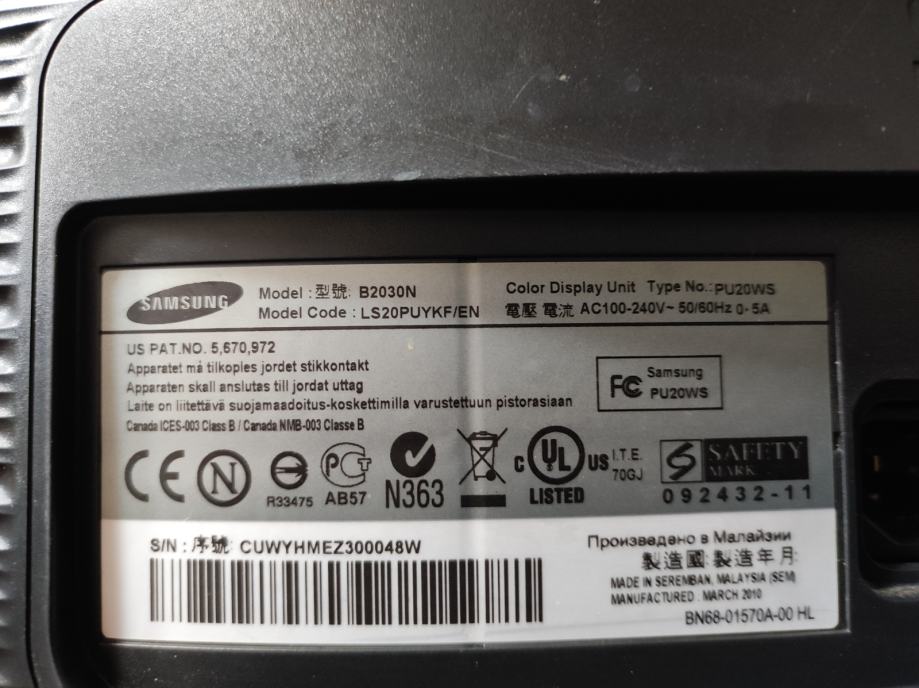 SAMSUNG
Model : 型號: B2030N
Model Code : LS20PUYKF/EN
Color Display Unit Type No.: PU20WS
電壓 電流 AC100-240V~ 50/60Hz 0.5A
US PAT.NO. 5,670,972
Apparatet må tilkoples jordet stikkontakt
Apparaten skall anslutas till jordat uttag
Laite on liitettävä suojamaadoitus-koskettimilla varustettuun pistorasiaan
Canada ICES-003 Class B / Canada NMB-003 Classe B
FC Samsung
PU20WS
CE N R33475 PCT AB57 N363
C UL US LISTED
I.T.E.
70GJ
S SAFETY
MARK
092432-11
S/N : 序號: CUWYHMEZ300048W
Произведено в Малайзии
製造國: 製造年月:
MADE IN SEREMBAN, MALAYSIA (SEM)
MANUFACTURED : MARCH 2010
BN68-01570A-00 HL